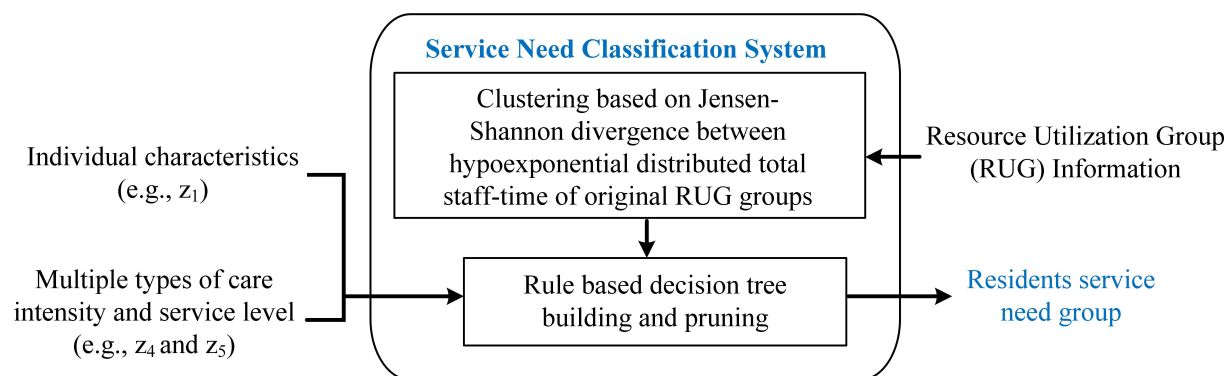 Service Need Classification System
Clustering based on Jensen-
Shannon divergence between
hypoexponential distributed total
staff-time of original RUG groups
Resource Utilization Group
(RUG) Information
Individual characteristics
(e.g., z₁)
Multiple types of care
intensity and service level
(e.g., z₄ and z₅)
Rule based decision tree
building and pruning
Residents service
need group